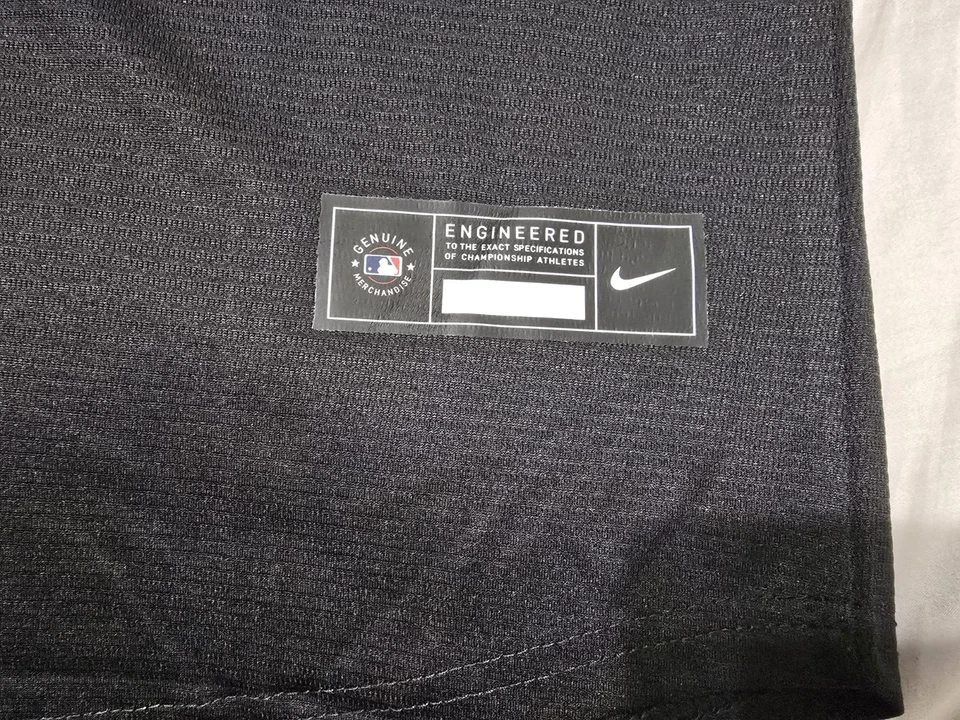 GENUINE
MERCHANDISE
ENGINEERED
TO THE EXACT SPECIFICATIONS
OF CHAMPIONSHIP ATHLETES